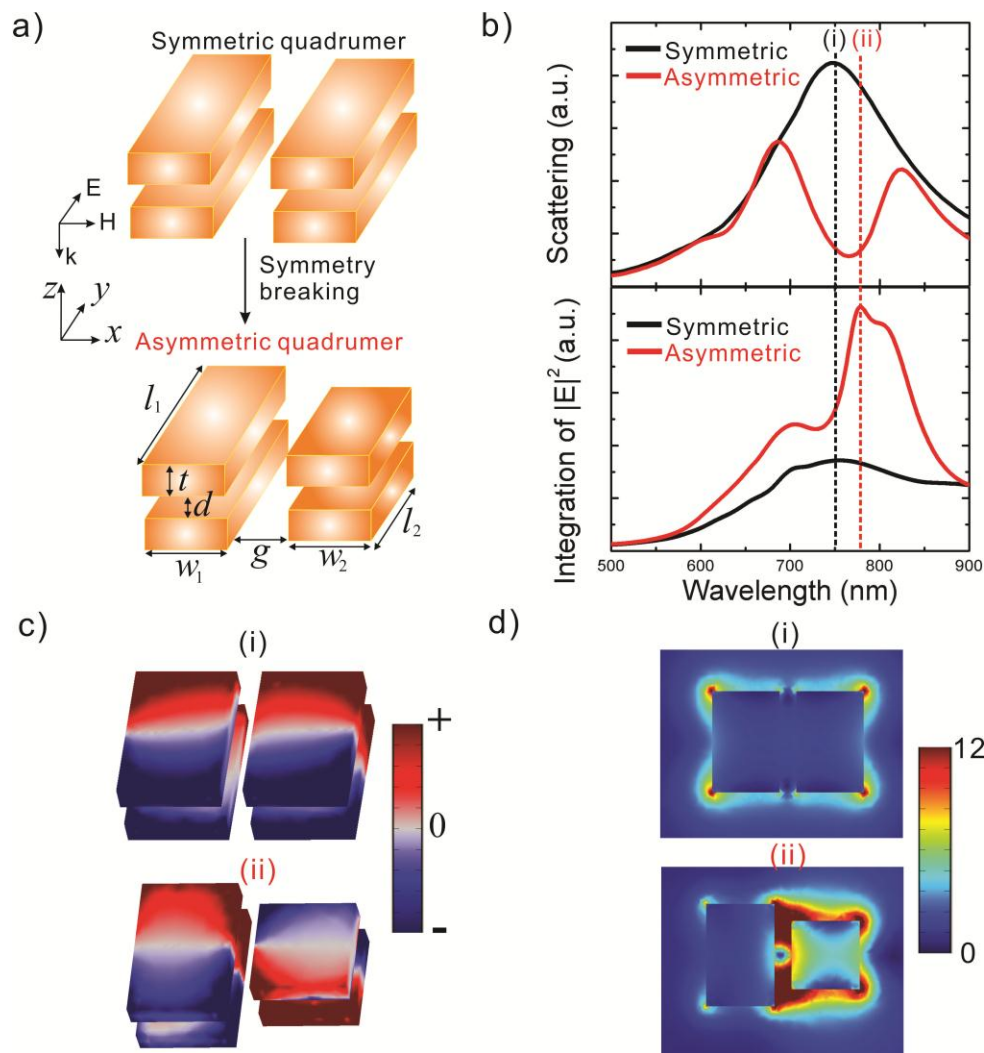 a)
Symmetric quadrumer
E
H
k
z
y
x
Symmetry
breaking
Asymmetric quadrumer
l₁
t
d
w₁
g
w₂
l₂
b)
(i) (ii)
Symmetric
Asymmetric
Scattering (a.u.)
Symmetric
Asymmetric
Integration of |E|² (a.u.)
500 600 700 800 900
Wavelength (nm)
c)
(i)
+
0
-
(ii)
d)
(i)
12
0
(ii)